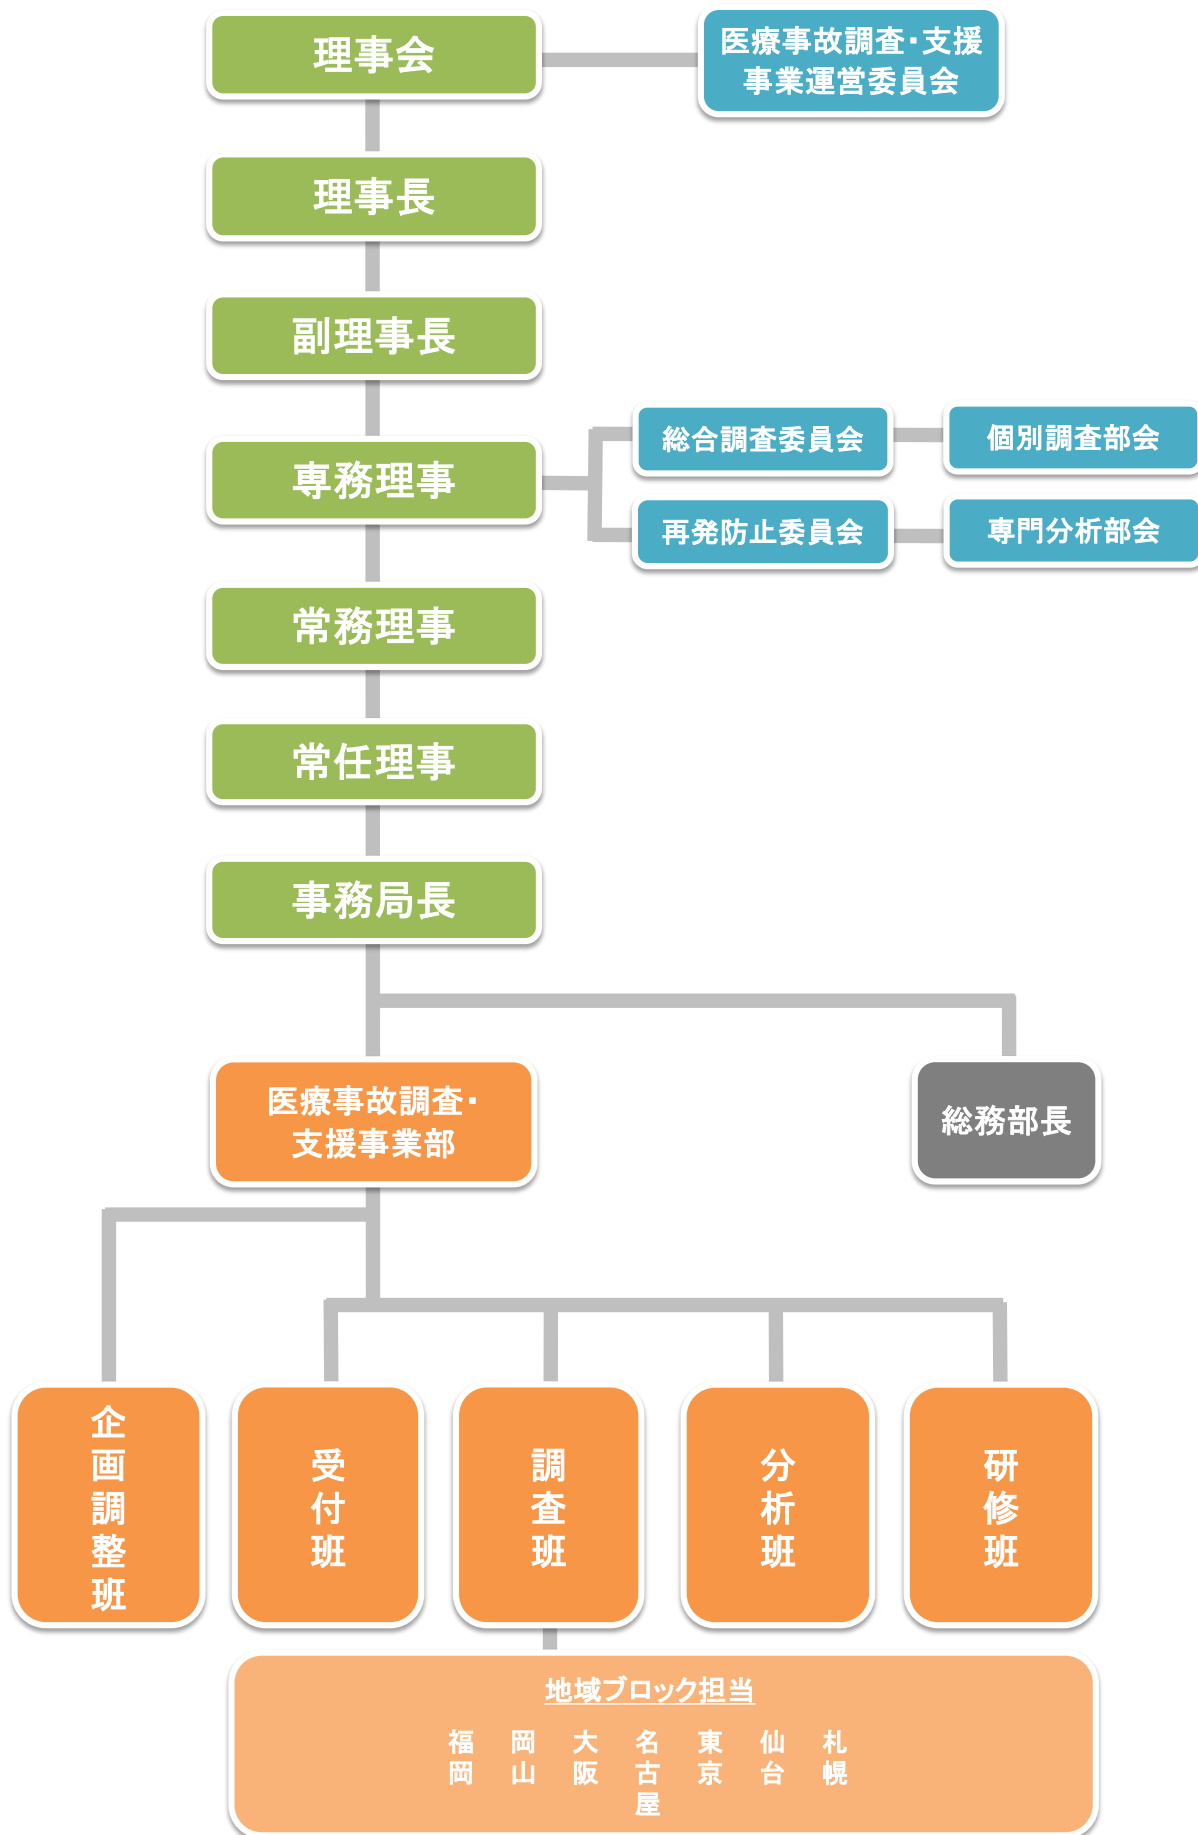 理事会
医療事故調査・支援
事業運営委員会
理事長
副理事長
専務理事
総合調査委員会
個別調査部会
再発防止委員会
専門分析部会
常務理事
常任理事
事務局長
医療事故調査・
支援事業部
総務部長
企画調整班
受付班
調査班
分析班
研修班
地域ブロック担当
札幌
仙台
東京
名古屋
大阪
岡山
福岡